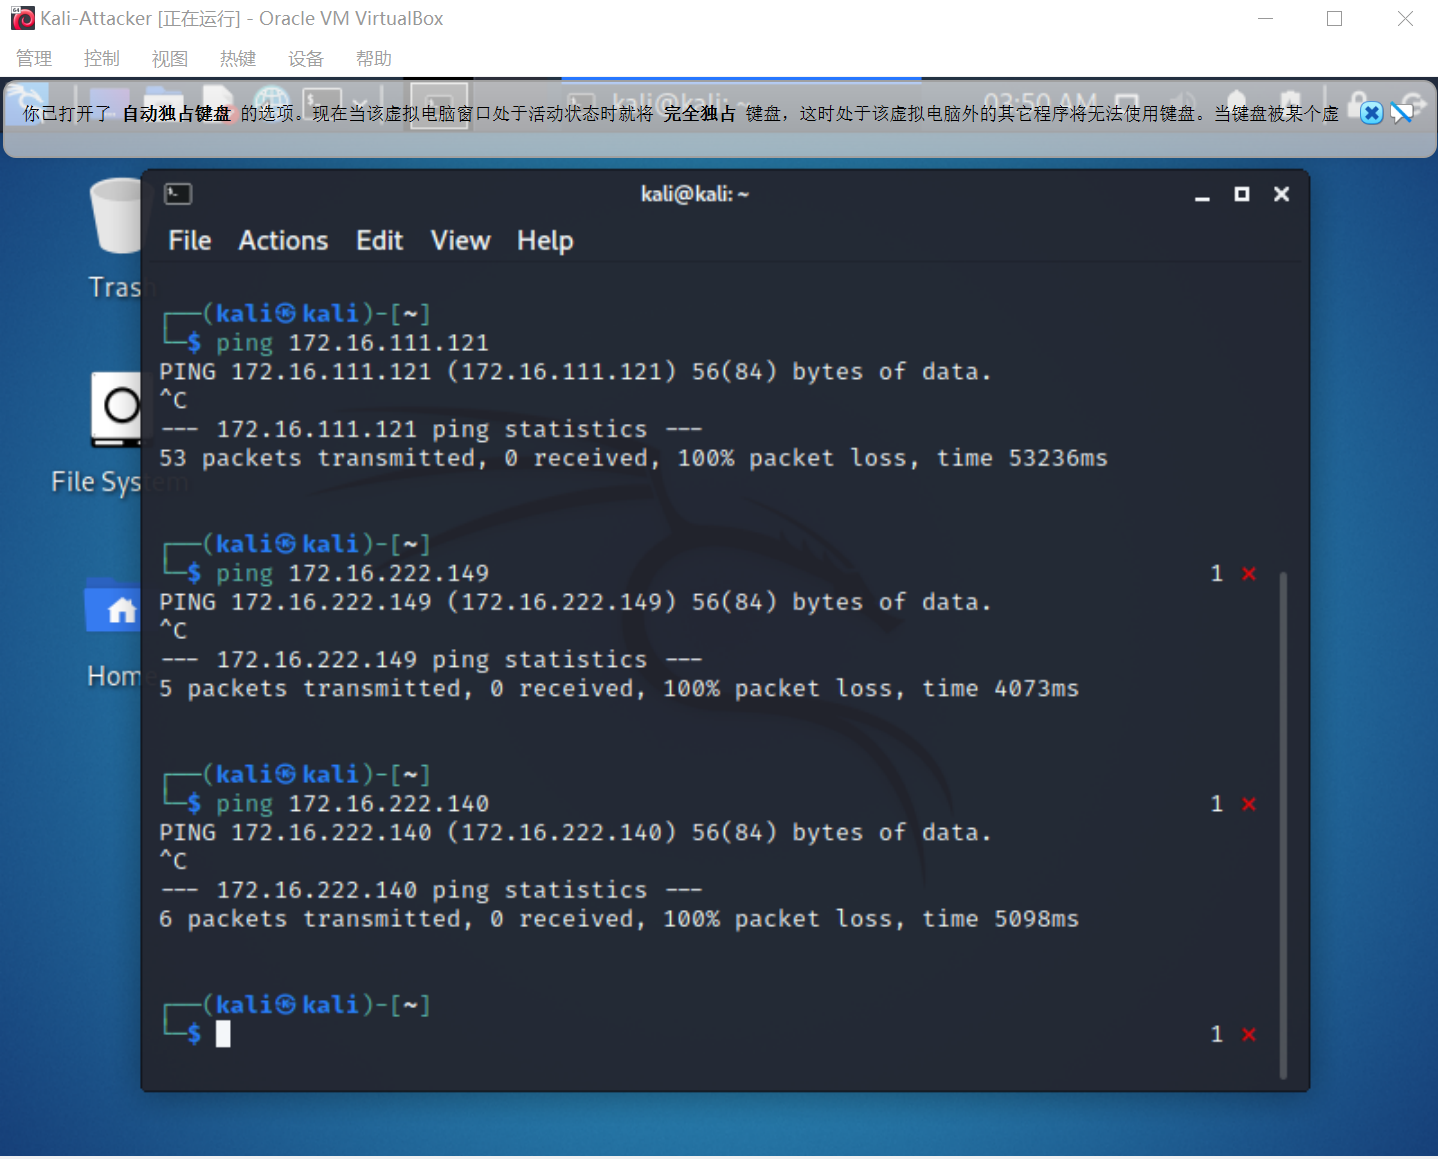 Kali-Attacker [正在运行] - Oracle VM VirtualBox
管理 控制 视图 热键 设备 帮助
kali@kali: ~ 03:50 AM
你已打开了 自动独占键盘 的选项。现在当该虚拟电脑窗口处于活动状态时就将 完全独占 键盘，这时处于该虚拟电脑外的其它程序将无法使用键盘。当键盘被某个虚
kali@kali: ~
File Actions Edit View Help
Trash
File System
Home
┌──(kali㉿kali)-[~]
└─$ ping 172.16.111.121
PING 172.16.111.121 (172.16.111.121) 56(84) bytes of data.
^C
--- 172.16.111.121 ping statistics ---
53 packets transmitted, 0 received, 100% packet loss, time 53236ms
┌──(kali㉿kali)-[~]
└─$ ping 172.16.222.149 1 ⨯
PING 172.16.222.149 (172.16.222.149) 56(84) bytes of data.
^C
--- 172.16.222.149 ping statistics ---
5 packets transmitted, 0 received, 100% packet loss, time 4073ms
┌──(kali㉿kali)-[~]
└─$ ping 172.16.222.140 1 ⨯
PING 172.16.222.140 (172.16.222.140) 56(84) bytes of data.
^C
--- 172.16.222.140 ping statistics ---
6 packets transmitted, 0 received, 100% packet loss, time 5098ms
┌──(kali㉿kali)-[~]
└─$ 1 ⨯